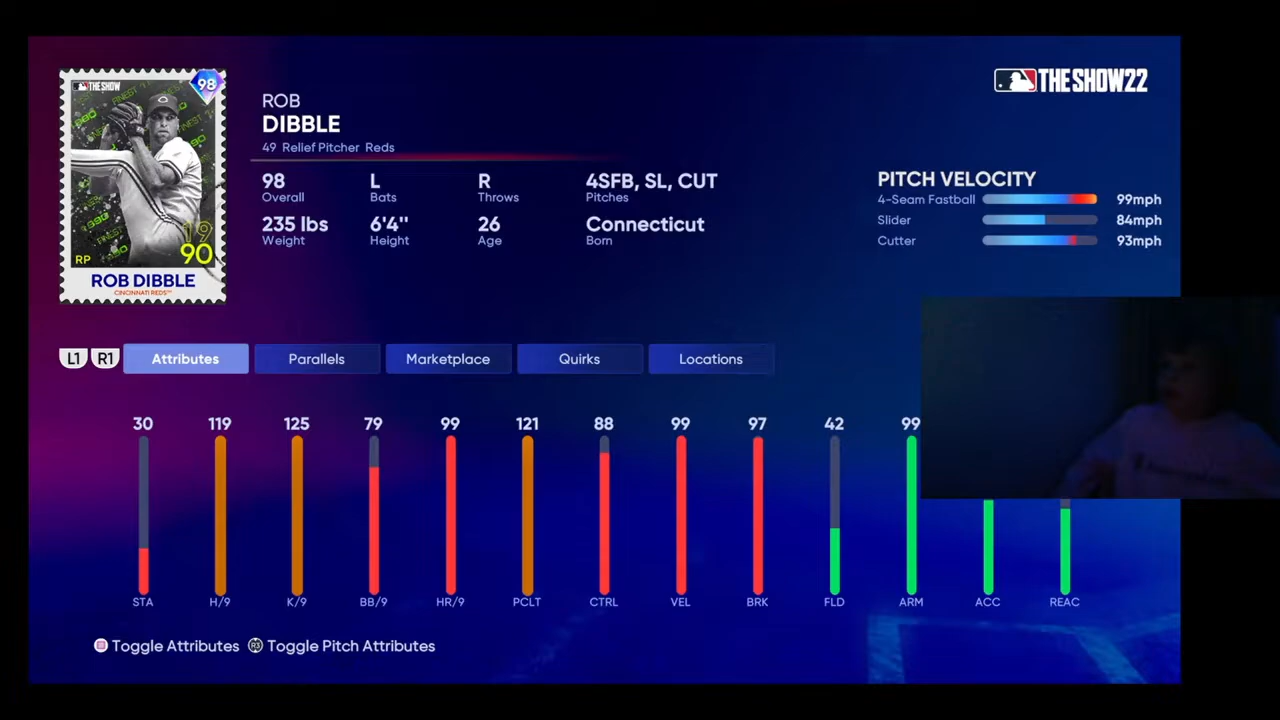 THE SHOW
98
19
90
RP
ROB DIBBLE
CINCINNATI REDS™
ROB
DIBBLE
49 Relief Pitcher Reds
98
Overall
L
Bats
R
Throws
4SFB, SL, CUT
Pitches
235 lbs
Weight
6'4''
Height
26
Age
Connecticut
Born
THE SHOW 22
PITCH VELOCITY
4-Seam Fastball 99mph
Slider 84mph
Cutter 93mph
L1 R1 Attributes Parallels Marketplace Quirks Locations
30 119 125 79 99 121 88 99 97 42 99
STA H/9 K/9 BB/9 HR/9 PCLT CTRL VEL BRK FLD ARM ACC REAC
Toggle Attributes R3 Toggle Pitch Attributes